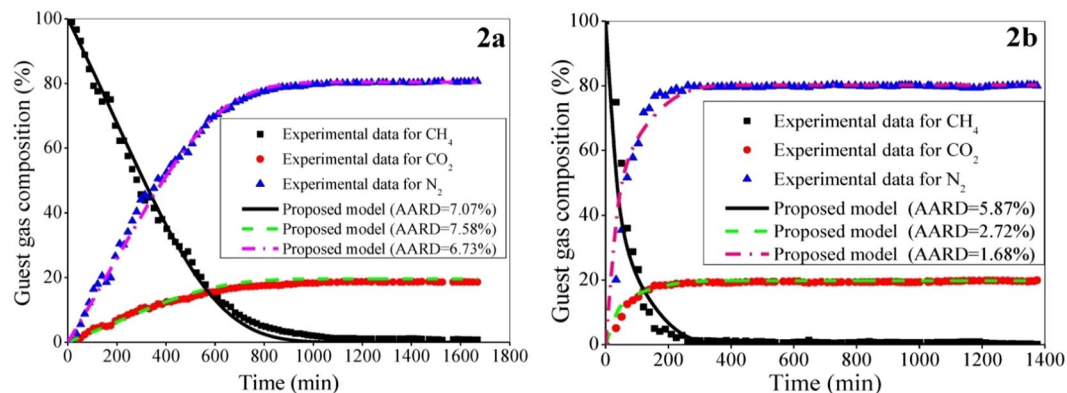 2a
100
80
60
40
20
0
Guest gas composition (%)
Experimental data for CH₄
Experimental data for CO₂
Experimental data for N₂
Proposed model (AARD=7.07%)
Proposed model (AARD=7.58%)
Proposed model (AARD=6.73%)
0 200 400 600 800 1000 1200 1400 1600 1800
Time (min)
2b
100
80
60
40
20
0
Guest gas composition (%)
Experimental data for CH₄
Experimental data for CO₂
Experimental data for N₂
Proposed model (AARD=5.87%)
Proposed model (AARD=2.72%)
Proposed model (AARD=1.68%)
0 200 400 600 800 1000 1200 1400
Time (min)